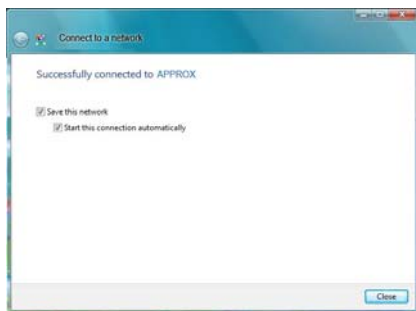 Connect to a network
Successfully connected to APPROX
Save this network
Start this connection automatically
Close